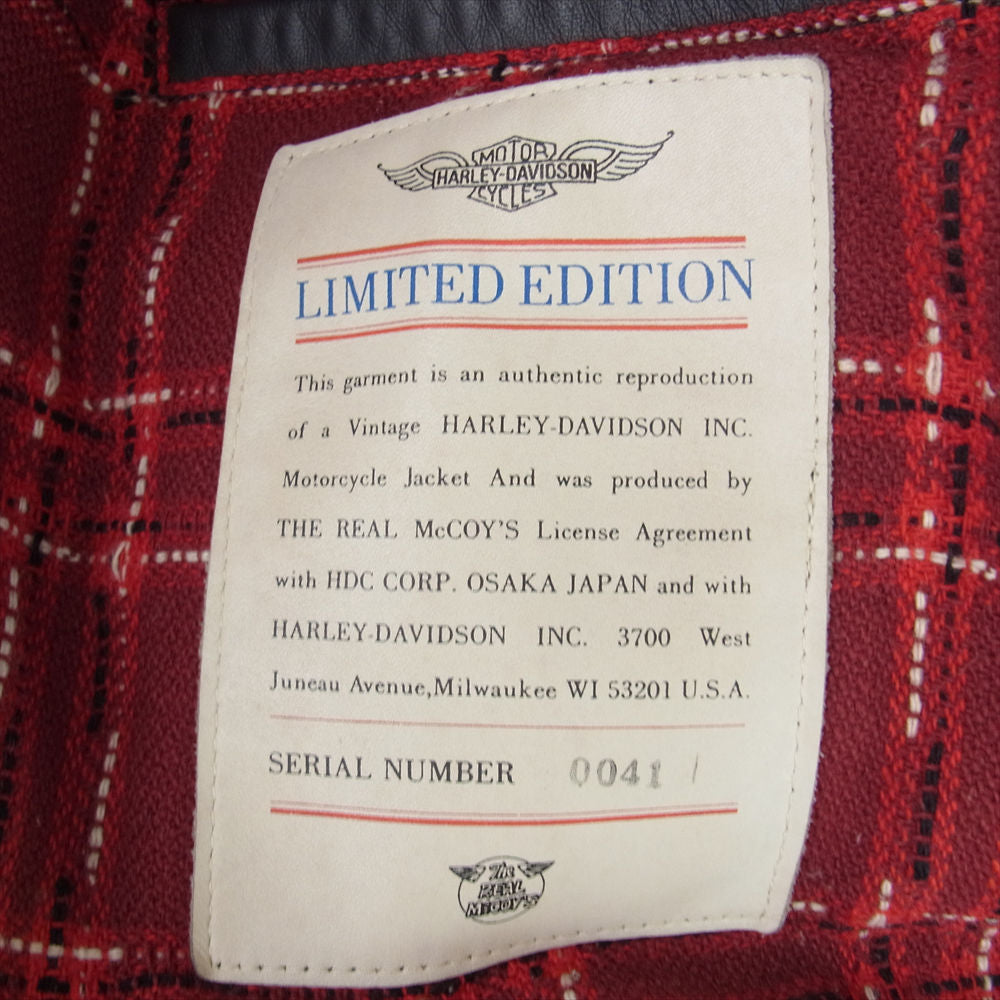 MOTOR
HARLEY-DAVIDSON
CYCLES
LIMITED EDITION
This garment is an authentic reproduction
of a Vintage HARLEY-DAVIDSON INC.
Motorcycle Jacket And was produced by
THE REAL McCOY'S License Agreement
with HDC CORP. OSAKA JAPAN and with
HARLEY-DAVIDSON INC. 3700 West
Juneau Avenue,Milwaukee WI 53201 U.S.A.
SERIAL NUMBER 0041 /
The
REAL
McCOY'S